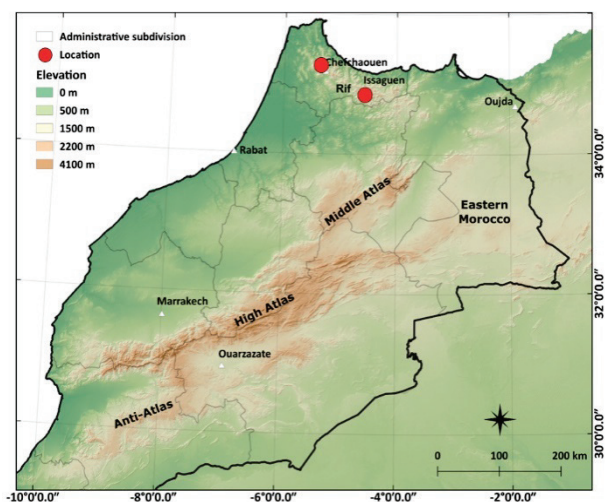 Administrative subdivision
Location
Elevation
0 m
500 m
1500 m
2200 m
4100 m
Chefchaouen
Issaguen
Rif
Oujda
Rabat
34°0'0.0"
Middle Atlas
Eastern
Morocco
Marrakech
High Atlas
32°0'0.0"
Ouarzazate
Anti-Atlas
30°0'0.0"
0 100 200 km
-10°0'0.0" -8°0'0.0" -6°0'0.0" -4°0'0.0" -2°0'0.0"